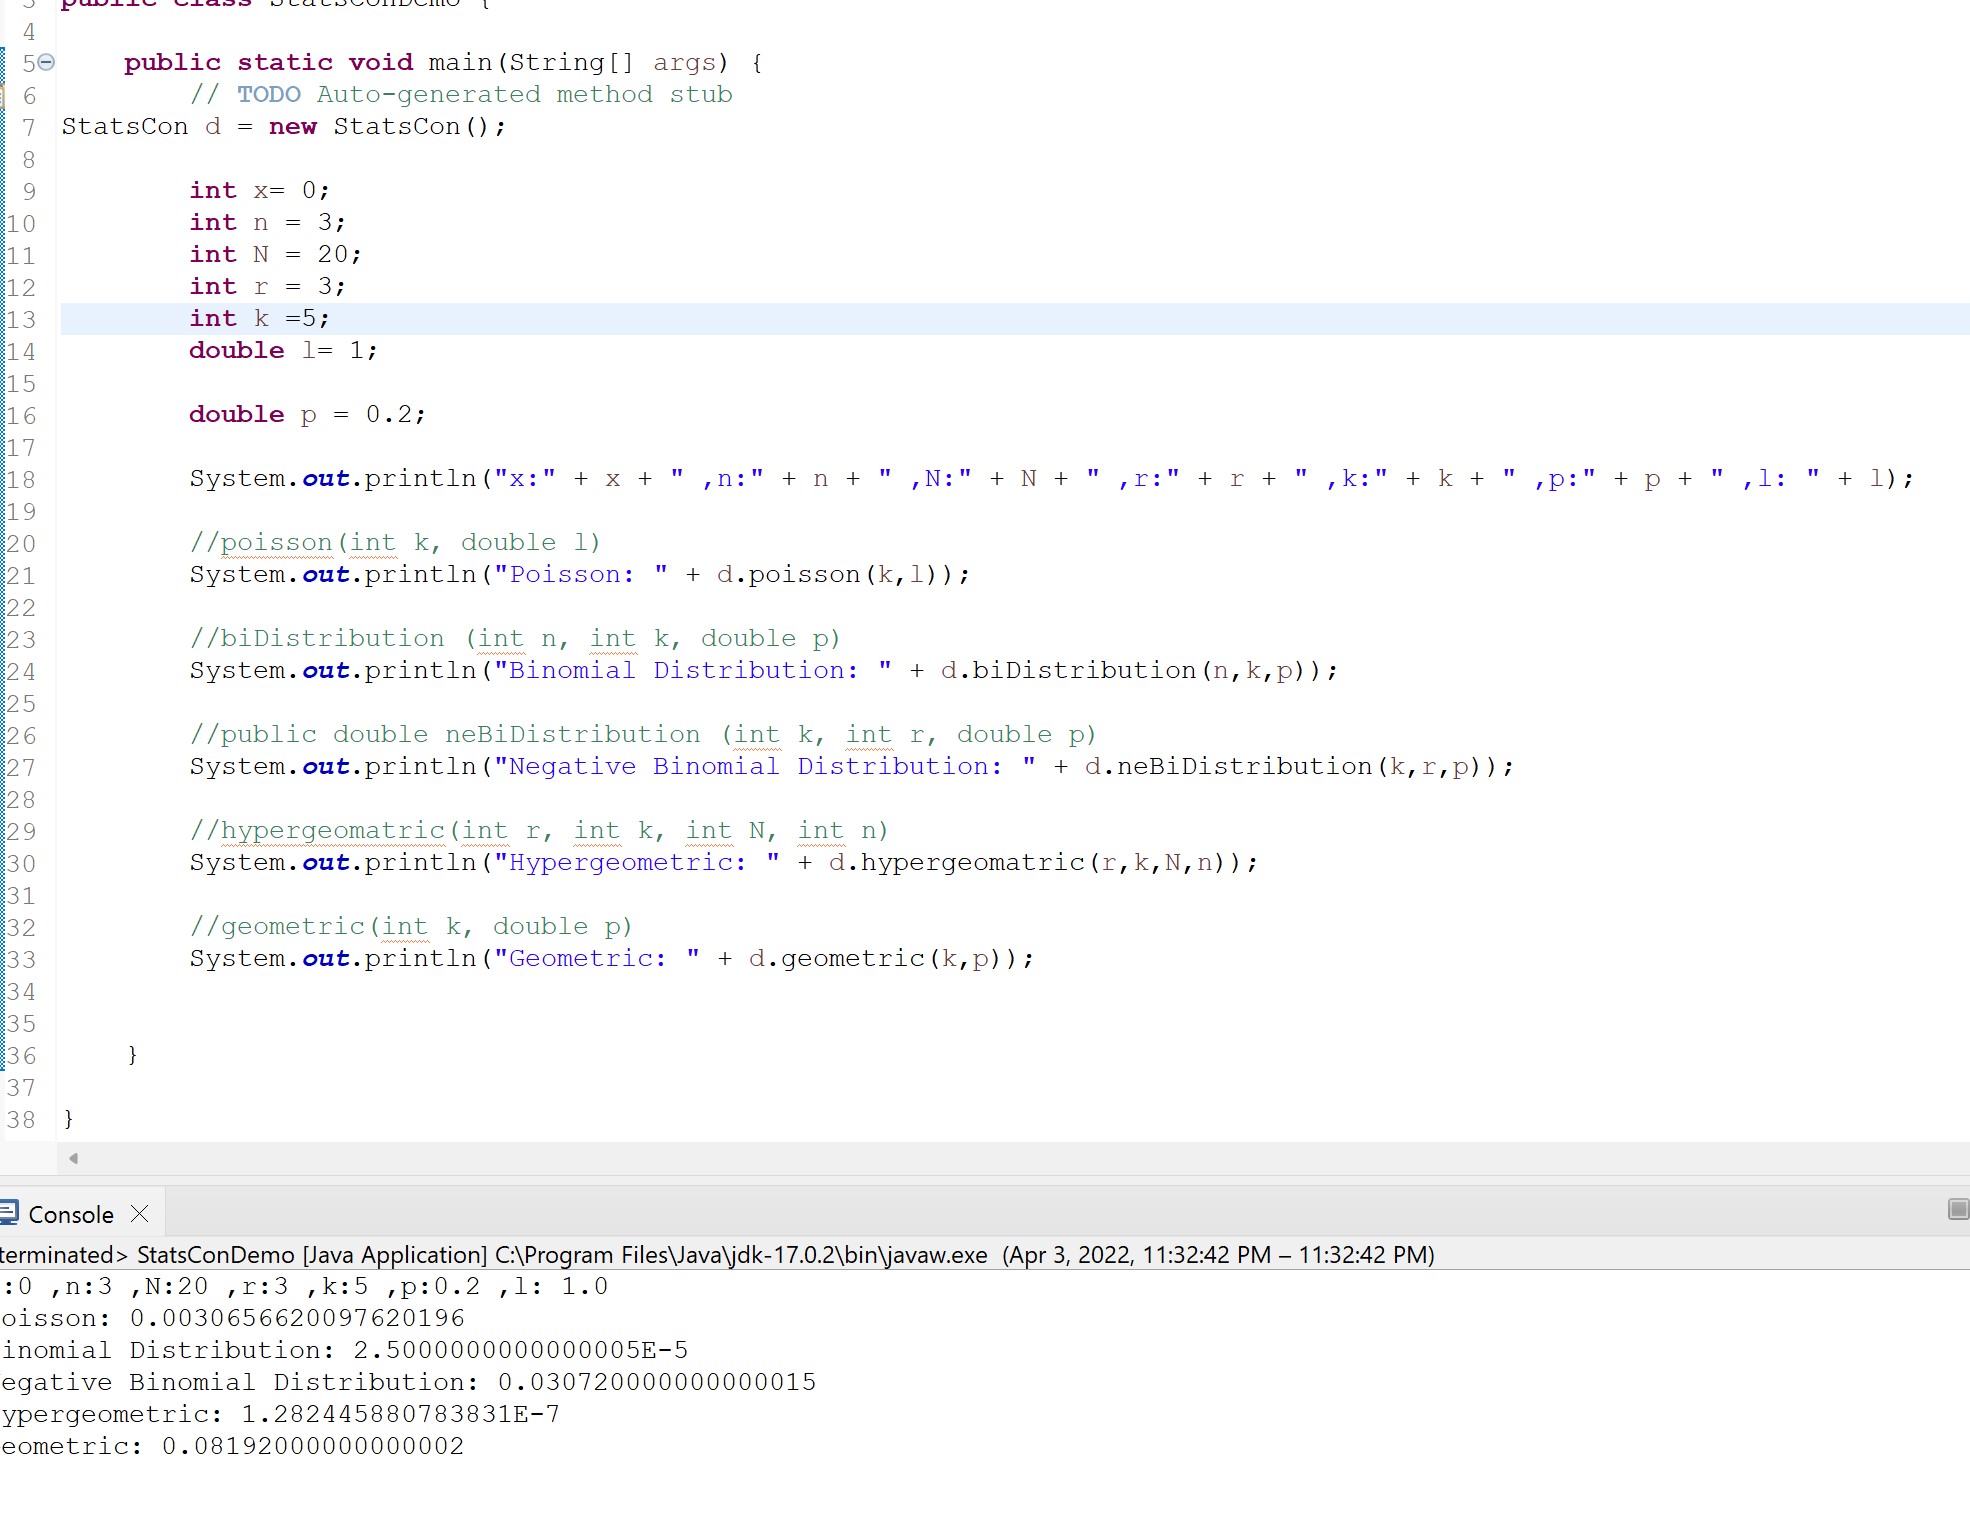 3 public class StatsConDemo {
4
5 public static void main(String[] args) {
6 // TODO Auto-generated method stub
7 StatsCon d = new StatsCon();
8
9 int x= 0;
10 int n = 3;
11 int N = 20;
12 int r = 3;
13 int k =5;
14 double l= 1;
15
16 double p = 0.2;
17
18 System.out.println("x:" + x + " ,n:" + n + " ,N:" + N + " ,r:" + r + " ,k:" + k + " ,p:" + p + " ,l: " + l);
19
20 //poisson(int k, double l)
21 System.out.println("Poisson: " + d.poisson(k,l));
22
23 //biDistribution (int n, int k, double p)
24 System.out.println("Binomial Distribution: " + d.biDistribution(n,k,p));
25
26 //public double neBiDistribution (int k, int r, double p)
27 System.out.println("Negative Binomial Distribution: " + d.neBiDistribution(k,r,p));
28
29 //hypergeomatric(int r, int k, int N, int n)
30 System.out.println("Hypergeometric: " + d.hypergeomatric(r,k,N,n));
31
32 //geometric(int k, double p)
33 System.out.println("Geometric: " + d.geometric(k,p));
34
35
36 }
37
38 }
Console
terminated> StatsConDemo [Java Application] C:\Program Files\Java\jdk-17.0.2\bin\javaw.exe (Apr 3, 2022, 11:32:42 PM – 11:32:42 PM)
:0 ,n:3 ,N:20 ,r:3 ,k:5 ,p:0.2 ,l: 1.0
oisson: 0.0030656620097620196
inomial Distribution: 2.5000000000000005E-5
egative Binomial Distribution: 0.030720000000000015
ypergeometric: 1.282445880783831E-7
eometric: 0.08192000000000002